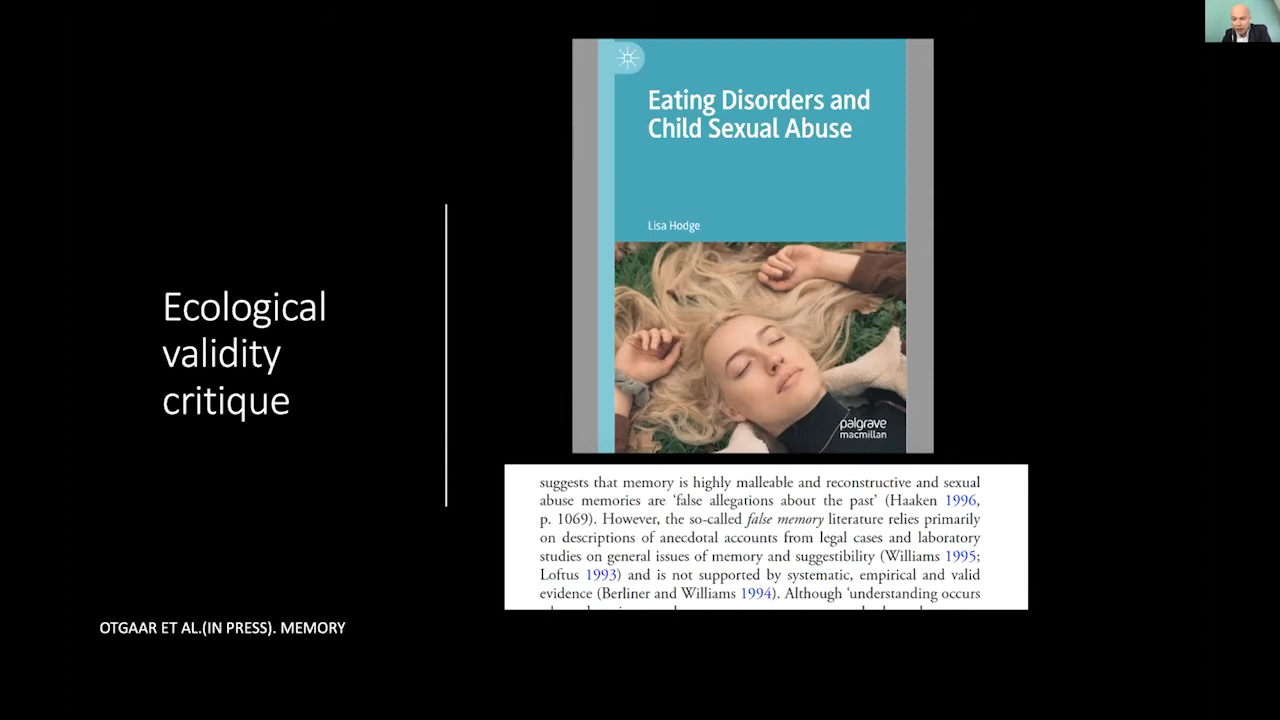 Ecological
validity
critique
OTGAAR ET AL.(IN PRESS). MEMORY
Eating Disorders and
Child Sexual Abuse
Lisa Hodge
palgrave
macmillan
suggests that memory is highly malleable and reconstructive and sexual
abuse memories are ‘false allegations about the past’ (Haaken 1996,
p. 1069). However, the so-called false memory literature relies primarily
on descriptions of anecdotal accounts from legal cases and laboratory
studies on general issues of memory and suggestibility (Williams 1995;
Loftus 1993) and is not supported by systematic, empirical and valid
evidence (Berliner and Williams 1994). Although ‘understanding occurs